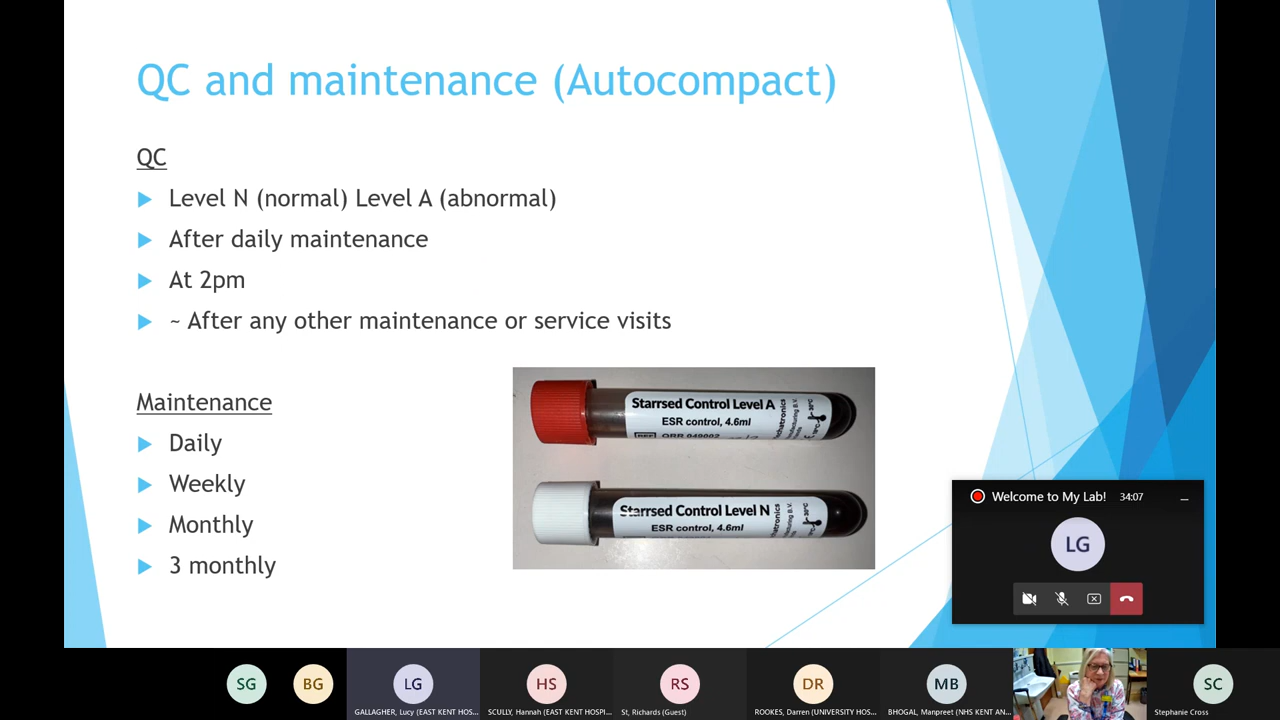 QC and maintenance (Autocompact)
QC
Level N (normal) Level A (abnormal)
After daily maintenance
At 2pm
~ After any other maintenance or service visits
Maintenance
Daily
Weekly
Monthly
3 monthly
Starrsed Control Level A
ESR control, 4.6ml
Starrsed Control Level N
ESR control, 4.6ml
Welcome to My Lab! 34:07
LG
SG
BG
LG
HS
RS
DR
MB
SC
GALLAGHER, Lucy (EAST KENT HOS...
SCULLY, Hannah (EAST KENT HOSPI...
St, Richards (Guest)
ROOKES, Darren (UNIVERSITY HOS...
BHOGAL, Manpreet (NHS KENT AN...
Stephanie Cross